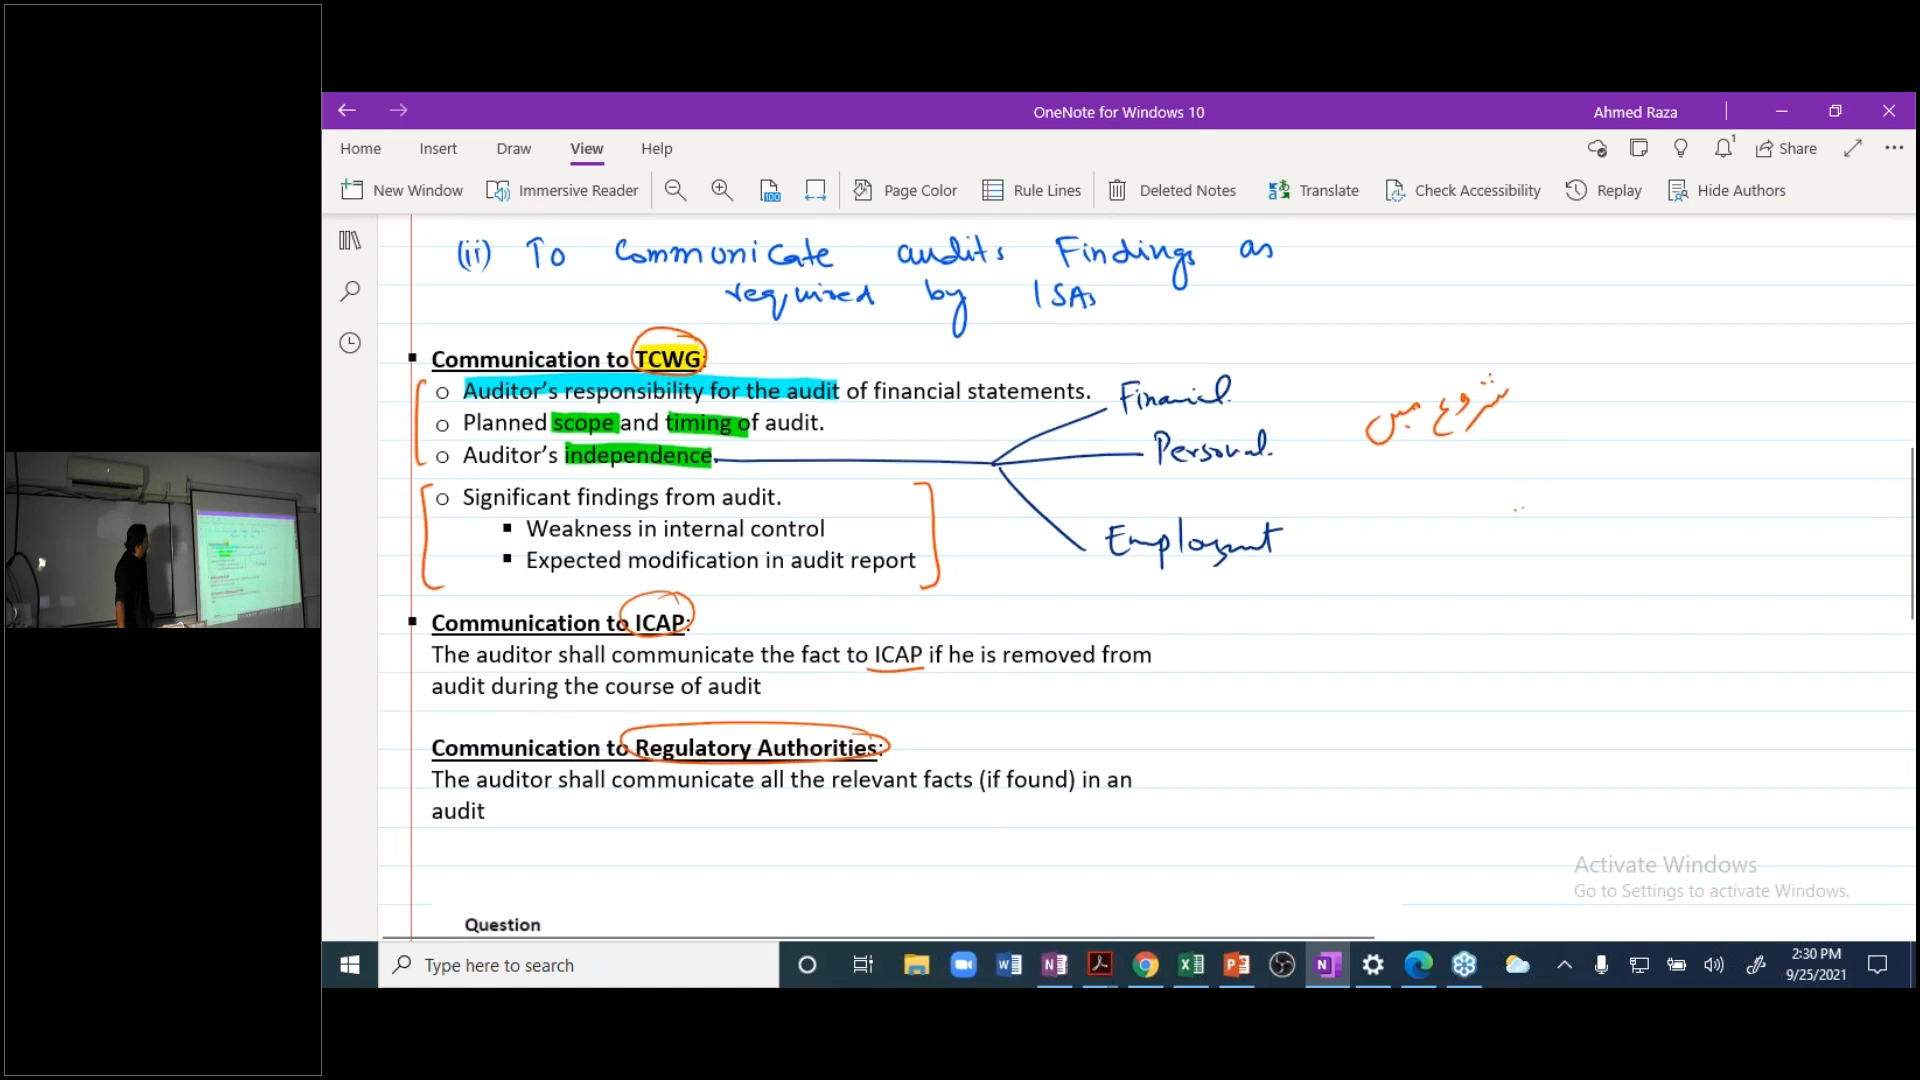 OneNote for Windows 10
Ahmed Raza
Home Insert Draw View Help
1
Share
New Window Immersive Reader
100
Page Color Rule Lines Deleted Notes Translate Check Accessibility Replay Hide Authors
(ii) To Communicate audits Findings as
required by ISAs
▪ Communication to TCWG:
o Auditor's responsibility for the audit of financial statements.
Financial.
شروع میں
o Planned scope and timing of audit.
o Auditor's independence.
Personal.
o Significant findings from audit.
▪ Weakness in internal control
Employment
▪ Expected modification in audit report
▪ Communication to ICAP:
The auditor shall communicate the fact to ICAP if he is removed from
audit during the course of audit
Communication to Regulatory Authorities:
The auditor shall communicate all the relevant facts (if found) in an
audit
Activate Windows
Go to Settings to activate Windows.
Question
Type here to search
2:30 PM
9/25/2021